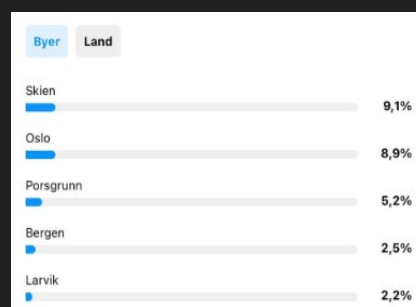 Byer Land
Skien
9,1%
Oslo
8,9%
Porsgrunn
5,2%
Bergen
2,5%
Larvik
2,2%